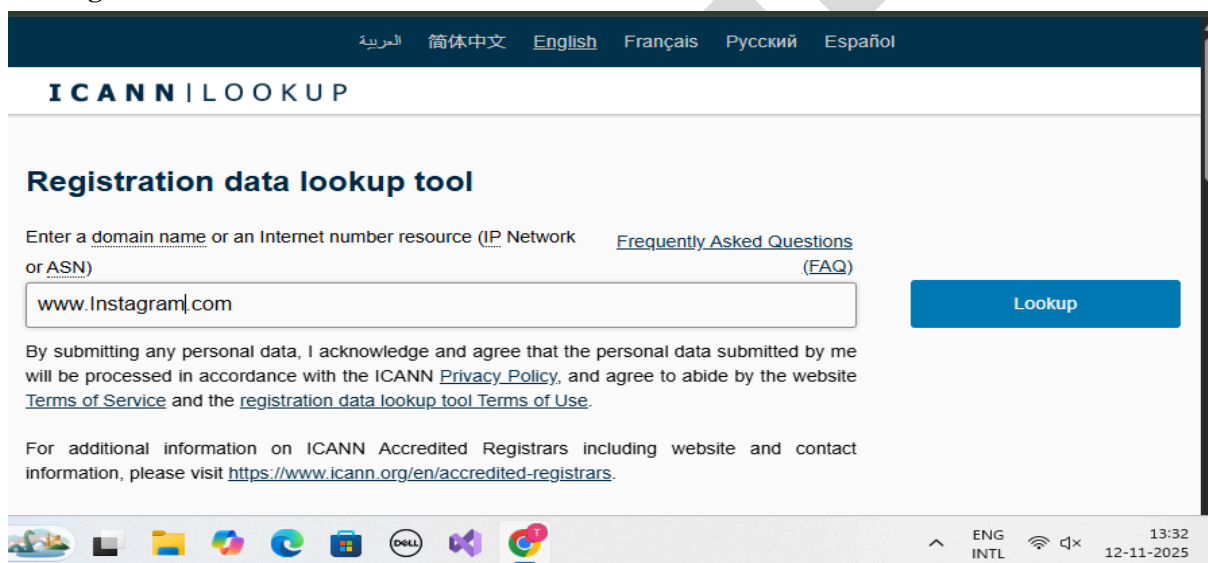 العربية 简体中文 English Français Русский Español
ICANN|LOOKUP
Registration data lookup tool
Enter a domain name or an Internet number resource (IP Network
or ASN)
Frequently Asked Questions
(FAQ)
www.Instagram.com
Lookup
By submitting any personal data, I acknowledge and agree that the personal data submitted by me
will be processed in accordance with the ICANN Privacy Policy, and agree to abide by the website
Terms of Service and the registration data lookup tool Terms of Use.
For additional information on ICANN Accredited Registrars including website and contact
information, please visit https://www.icann.org/en/accredited-registrars.
DELL
T
ENG
INTL
13:32
12-11-2025